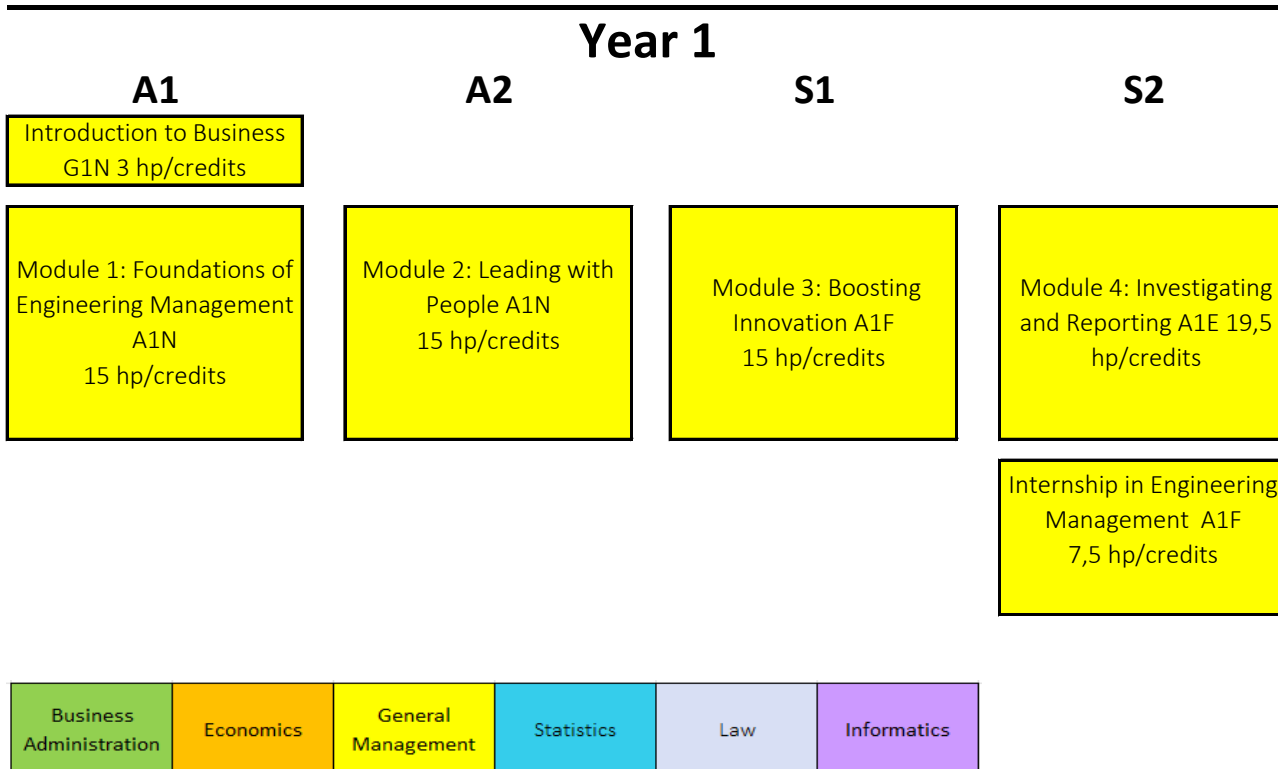 Year 1
A1
A2
S1
S2
Introduction to Business
G1N 3 hp/credits
Module 1: Foundations of
Engineering Management
A1N
15 hp/credits
Module 2: Leading with
People A1N
15 hp/credits
Module 3: Boosting
Innovation A1F
15 hp/credits
Module 4: Investigating
and Reporting A1E 19,5
hp/credits
Internship in Engineering
Management A1F
7,5 hp/credits
Business
Administration
Economics
General
Management
Statistics
Law
Informatics